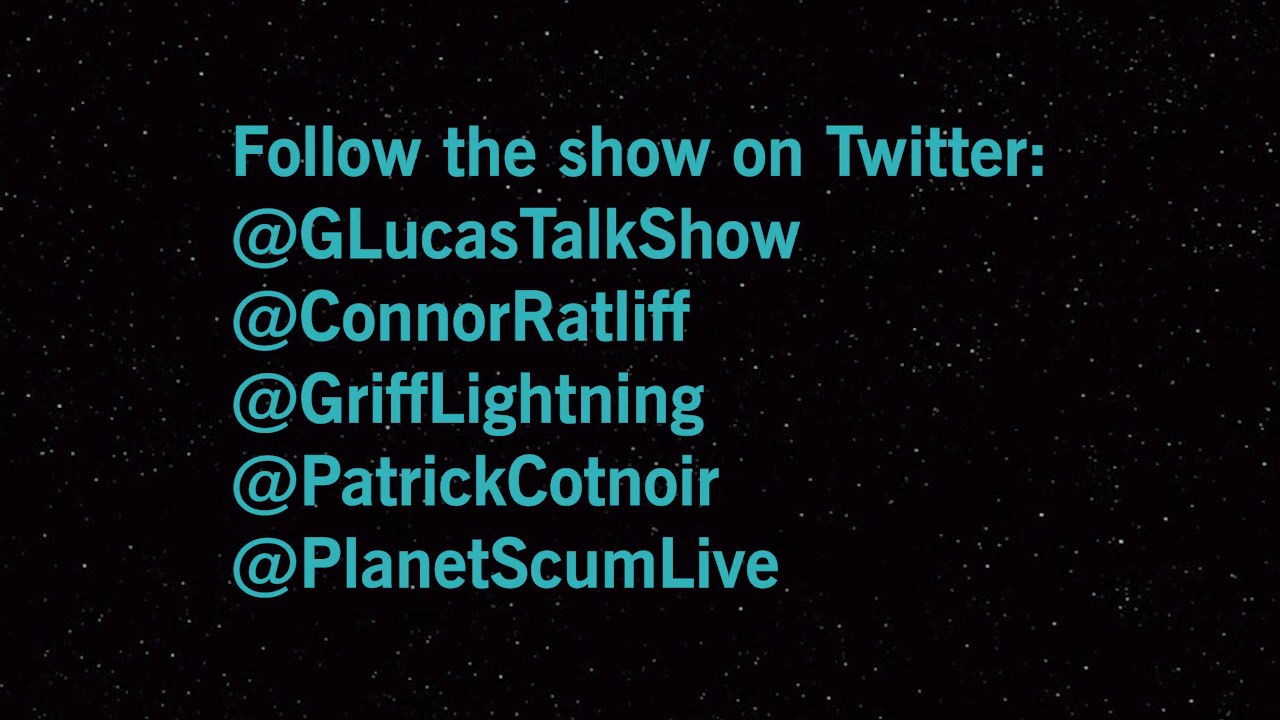 Follow the show on Twitter:
@GLucasTalkShow
@ConnorRatliff
@GriffLightning
@PatrickCotnoir
@PlanetScumLive